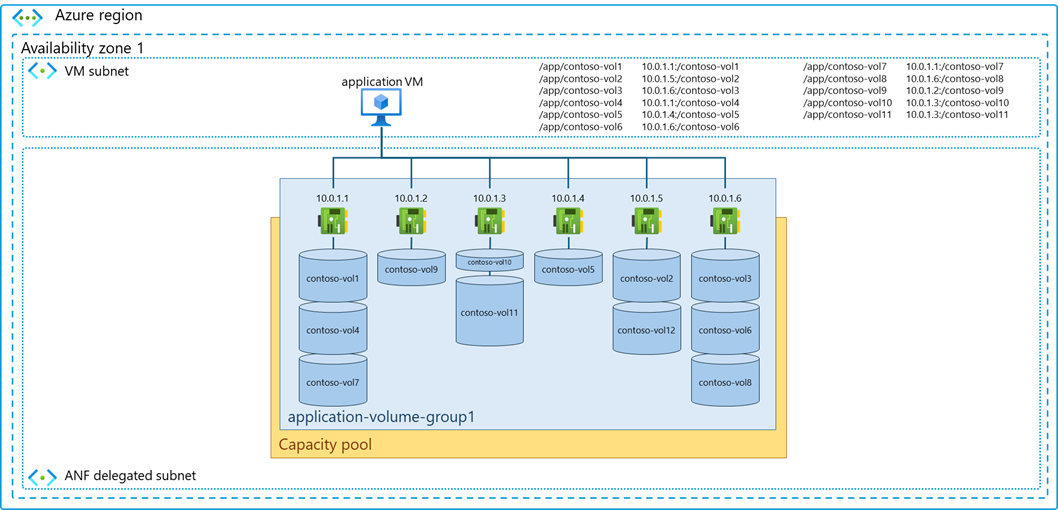 Azure region
Availability zone 1
VM subnet
application VM
/app/contoso-vol1 10.0.1.1:/contoso-vol1
/app/contoso-vol2 10.0.1.5:/contoso-vol2
/app/contoso-vol3 10.0.1.6:/contoso-vol3
/app/contoso-vol4 10.0.1.1:/contoso-vol4
/app/contoso-vol5 10.0.1.4:/contoso-vol5
/app/contoso-vol6 10.0.1.6:/contoso-vol6
/app/contoso-vol7 10.0.1.1:/contoso-vol7
/app/contoso-vol8 10.0.1.6:/contoso-vol8
/app/contoso-vol9 10.0.1.2:/contoso-vol9
/app/contoso-vol10 10.0.1.3:/contoso-vol10
/app/contoso-vol11 10.0.1.3:/contoso-vol11
10.0.1.1
10.0.1.2
10.0.1.3
10.0.1.4
10.0.1.5
10.0.1.6
contoso-vol1
contoso-vol4
contoso-vol7
contoso-vol9
contoso-vol10
contoso-vol11
contoso-vol5
contoso-vol2
contoso-vol12
contoso-vol3
contoso-vol6
contoso-vol8
application-volume-group1
Capacity pool
ANF delegated subnet